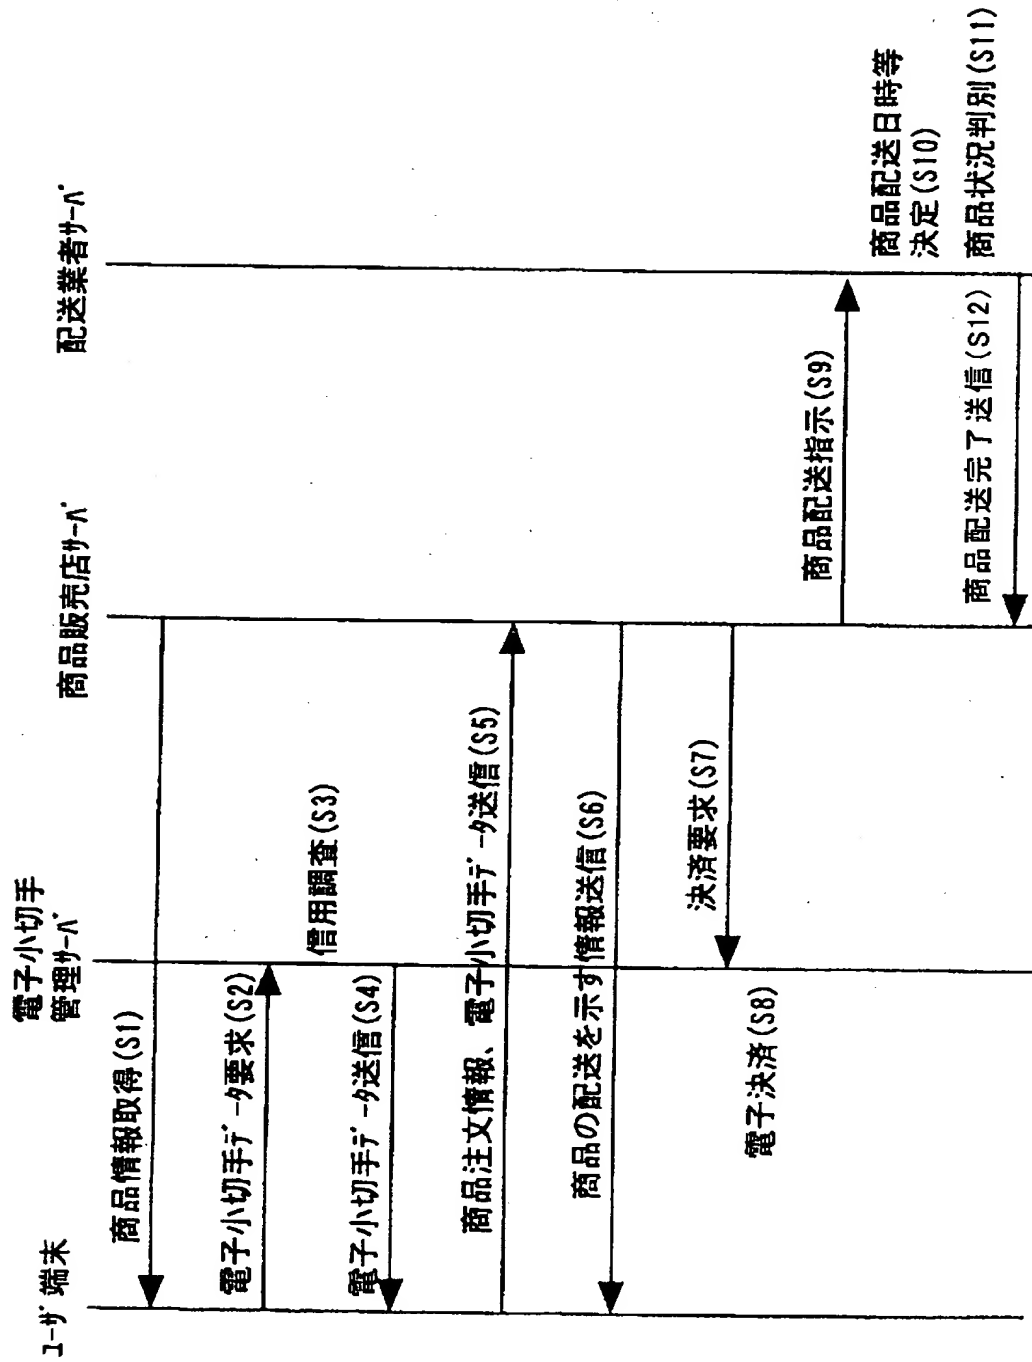 ﾕｰｻﾞ端末
電子小切手
管理ｻｰﾊﾞ
商品販売店ｻｰﾊﾞ
配送業者ｻｰﾊﾞ
商品情報取得(S1)
電子小切手ﾃﾞｰﾀ要求(S2)
信用調査(S3)
電子小切手ﾃﾞｰﾀ送信(S4)
商品注文情報、電子小切手ﾃﾞｰﾀ送信(S5)
商品の配送を示す情報送信(S6)
決済要求(S7)
電子決済(S8)
商品配送指示(S9)
商品配送日時等
決定(S10)
商品状況判別(S11)
商品配送完了送信(S12)